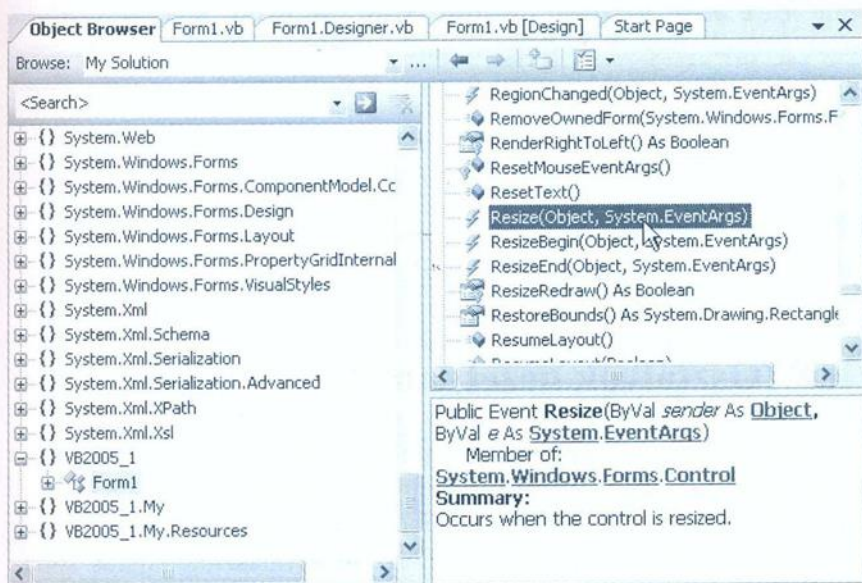 Object Browser Form1.vb Form1.Designer.vb Form1.vb [Design] Start Page
Browse: My Solution
<Search>
{} System.Web
{} System.Windows.Forms
{} System.Windows.Forms.ComponentModel.Cc
{} System.Windows.Forms.Design
{} System.Windows.Forms.Layout
{} System.Windows.Forms.PropertyGridInternal
{} System.Windows.Forms.VisualStyles
{} System.Xml
{} System.Xml.Schema
{} System.Xml.Serialization
{} System.Xml.Serialization.Advanced
{} System.Xml.XPath
{} System.Xml.Xsl
{} VB2005_1
Form1
{} VB2005_1.My
{} VB2005_1.My.Resources
RegionChanged(Object, System.EventArgs)
RemoveOwnedForm(System.Windows.Forms.F
RenderRightToLeft() As Boolean
ResetMouseEventArgs()
ResetText()
Resize(Object, System.EventArgs)
ResizeBegin(Object, System.EventArgs)
ResizeEnd(Object, System.EventArgs)
ResizeRedraw() As Boolean
RestoreBounds() As System.Drawing.Rectangle
ResumeLayout()
ResumeLayout(Boolean)
Public Event Resize(ByVal sender As Object,
ByVal e As System.EventArgs)
Member of:
System.Windows.Forms.Control
Summary:
Occurs when the control is resized.